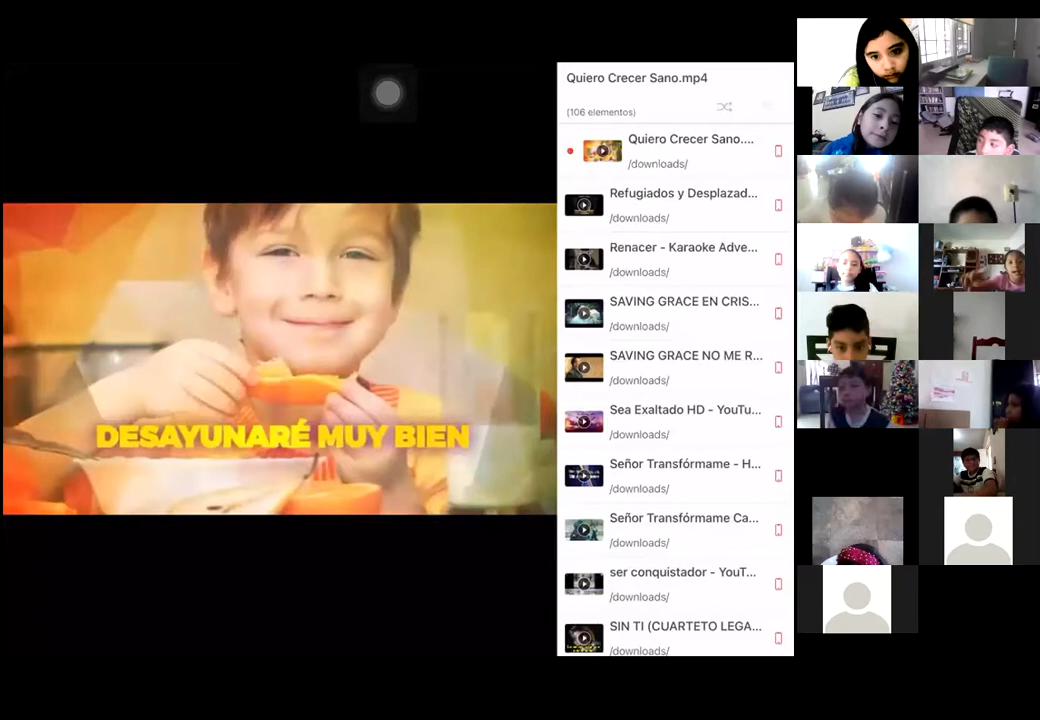 Quiero Crecer Sano.mp4
(106 elementos)
Quiero Crecer Sano....
/downloads/
Refugiados y Desplazad...
/downloads/
Renacer - Karaoke Adve...
/downloads/
SAVING GRACE EN CRIS...
/downloads/
SAVING GRACE NO ME R...
/downloads/
Sea Exaltado HD - YouTu...
/downloads/
Señor Transfórmame - H...
/downloads/
Señor Transfórmame Ca...
/downloads/
ser conquistador - YouT...
/downloads/
SIN TI (CUARTETO LEGA...
/downloads/
DESAYUNARÉ MUY BIEN